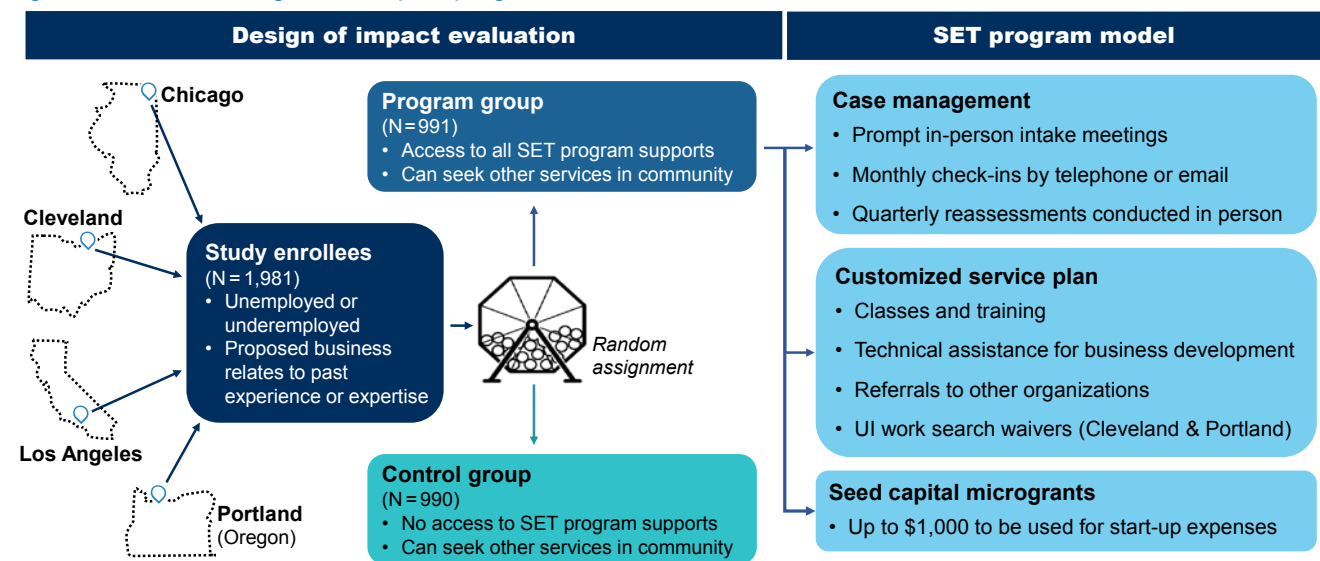 Design of impact evaluation
SET program model
Chicago
Cleveland
Los Angeles
Portland
(Oregon)
Study enrollees
(N = 1,981)
• Unemployed or
underemployed
• Proposed business
relates to past
experience or expertise
Random
assignment
Program group
(N = 991)
• Access to all SET program supports
• Can seek other services in community
Control group
(N = 990)
• No access to SET program supports
• Can seek other services in community
Case management
• Prompt in-person intake meetings
• Monthly check-ins by telephone or email
• Quarterly reassessments conducted in person
Customized service plan
• Classes and training
• Technical assistance for business development
• Referrals to other organizations
• UI work search waivers (Cleveland & Portland)
Seed capital microgrants
• Up to $1,000 to be used for start-up expenses